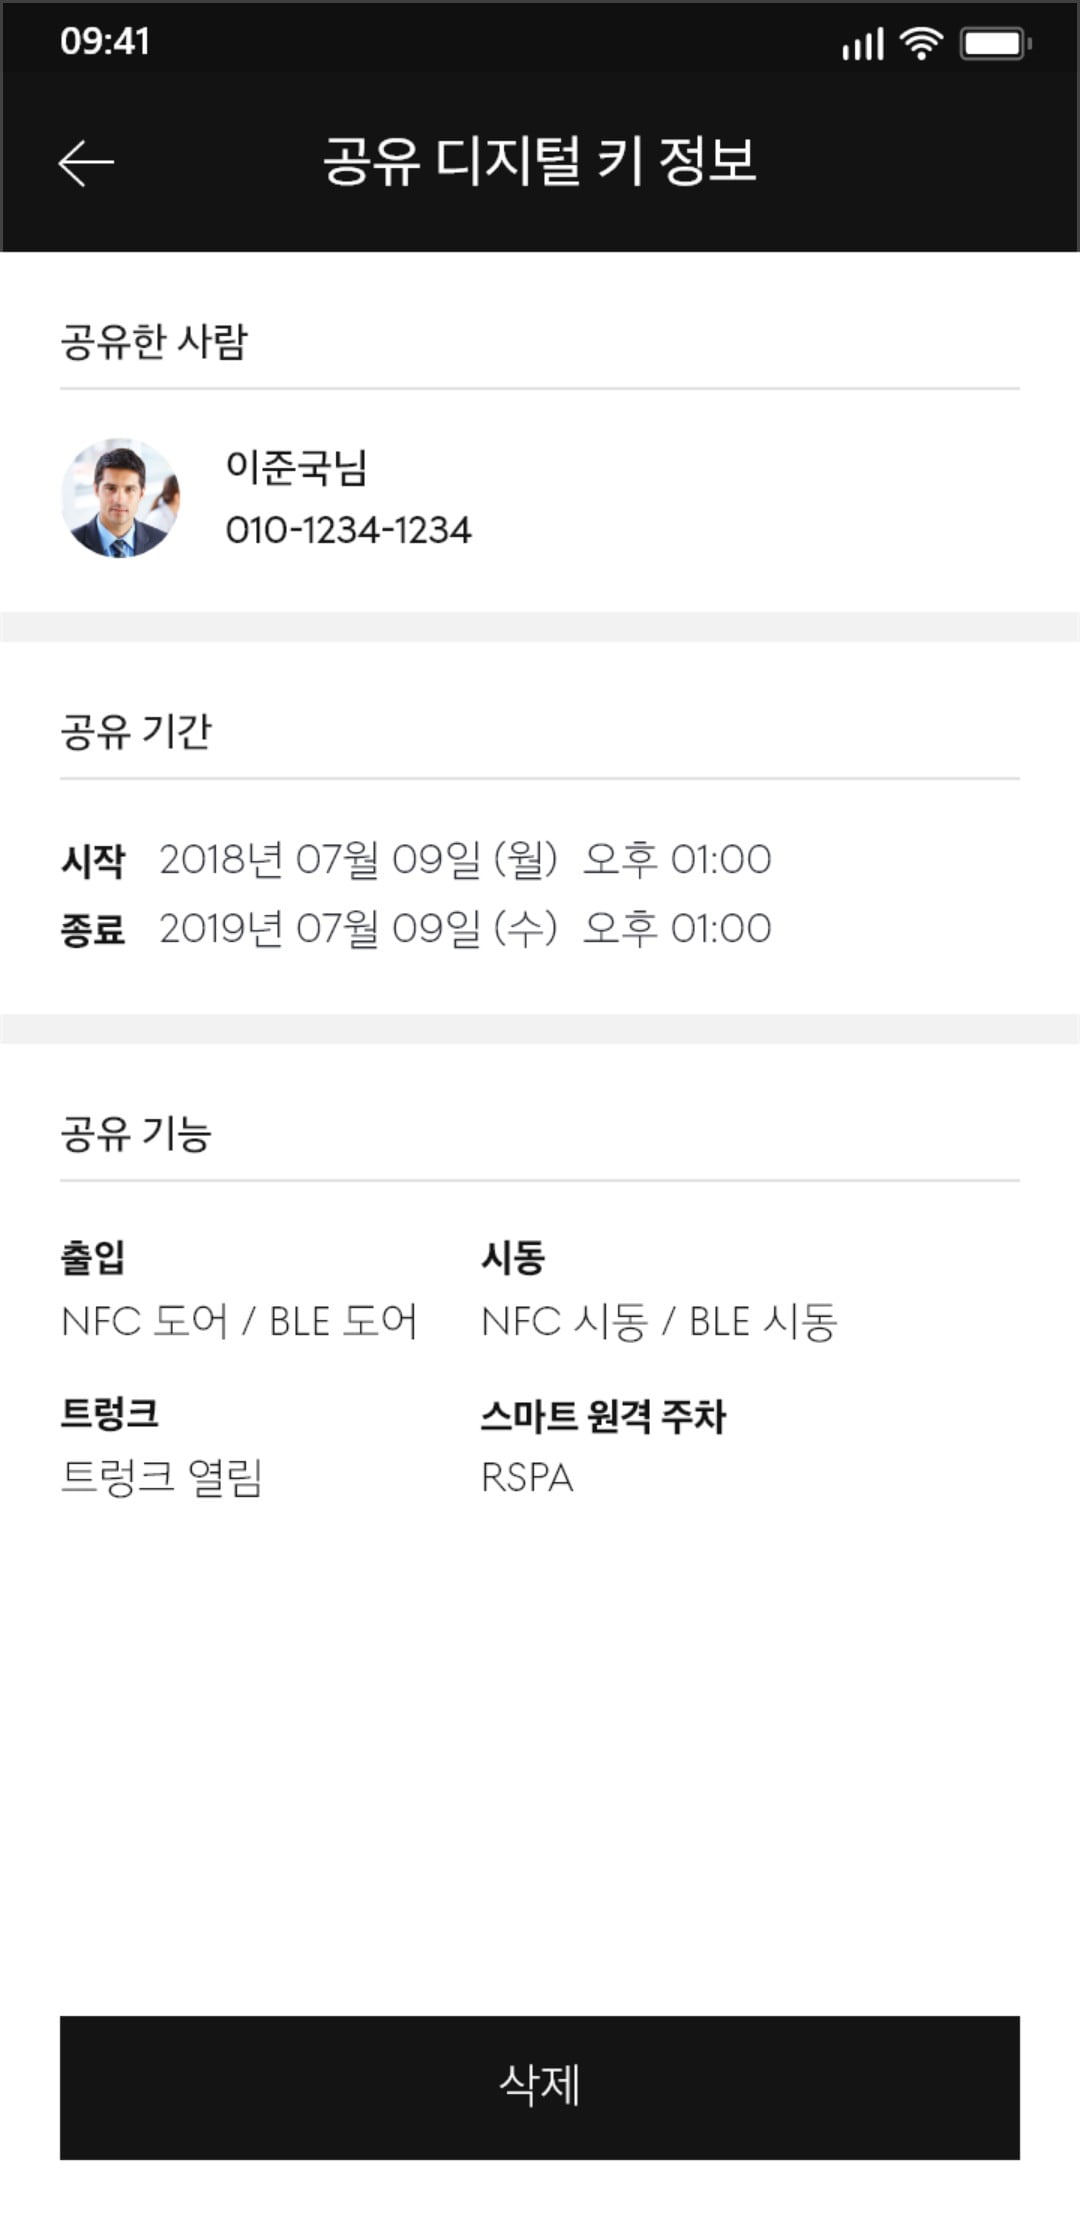 09:41
공유 디지털 키 정보
공유한 사람
이준국님
010-1234-1234
공유 기간
시작 2018년 07월 09일 (월) 오후 01:00
종료 2019년 07월 09일 (수) 오후 01:00
공유 기능
출입 시동
NFC 도어 / BLE 도어 NFC 시동 / BLE 시동
트렁크 스마트 원격 주차
트렁크 열림 RSPA
삭제